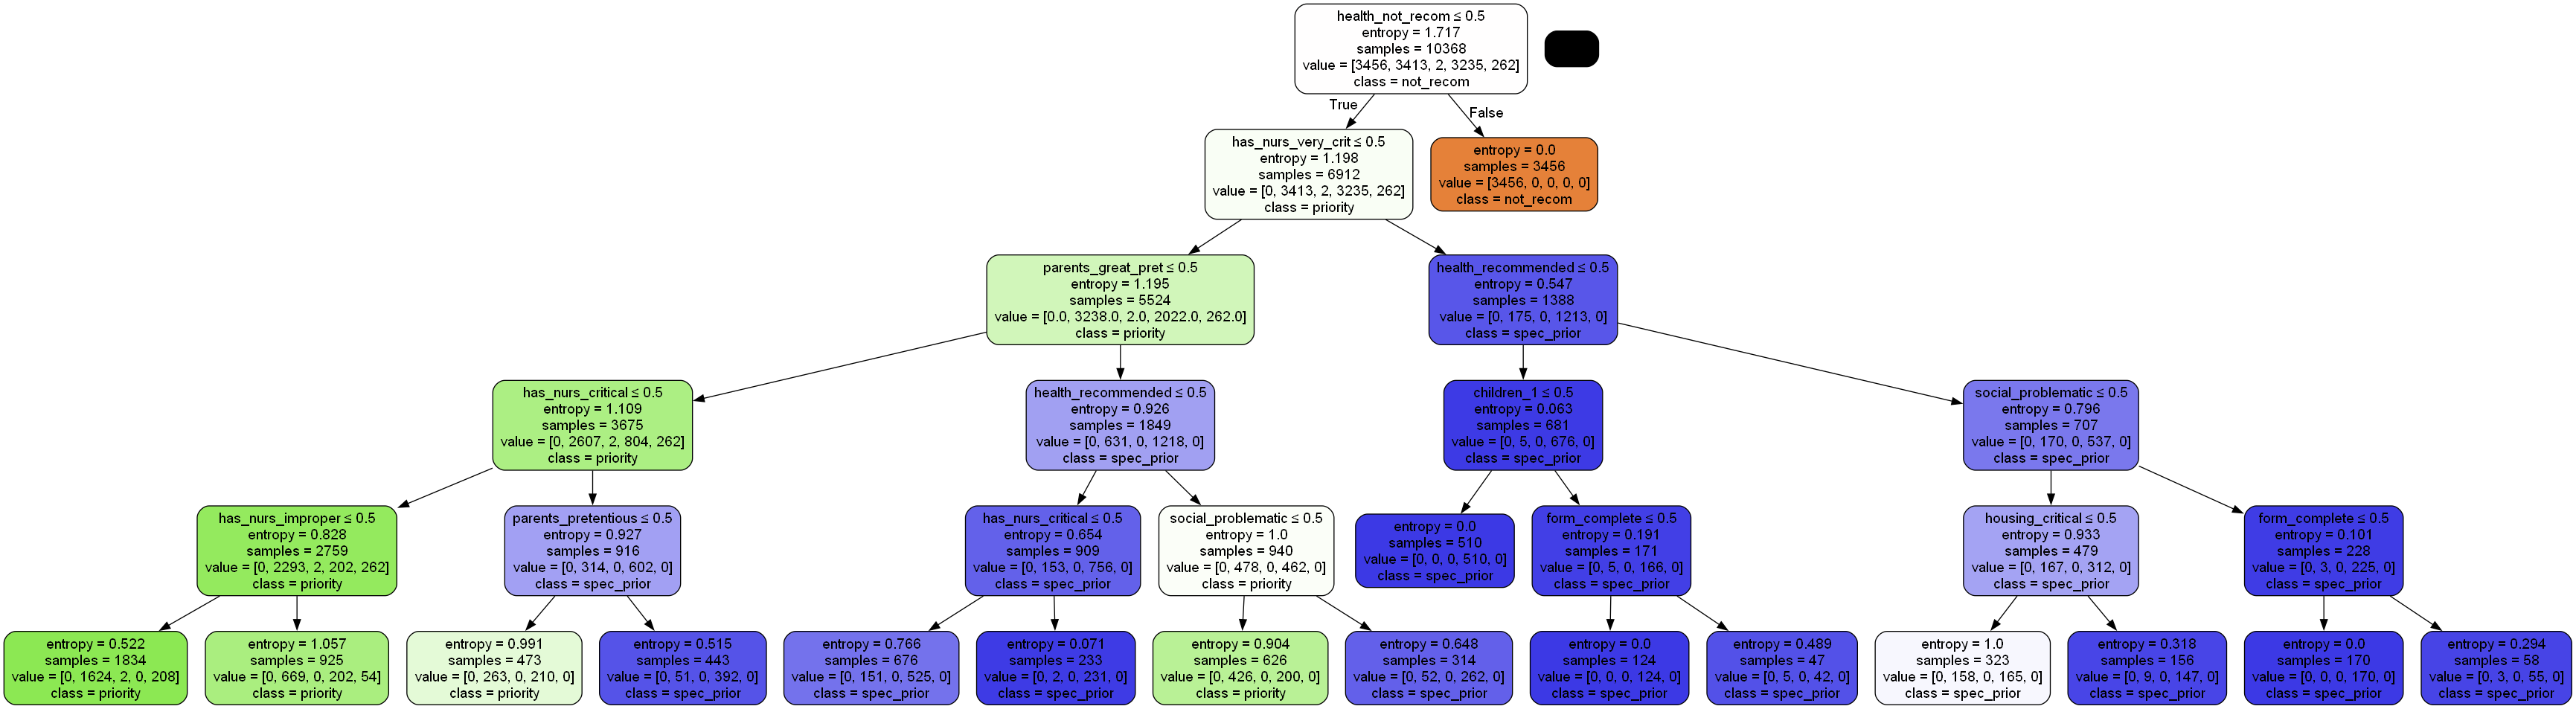 health_not_recom ≤ 0.5
entropy = 1.717
samples = 10368
value = [3456, 3413, 2, 3235, 262]
class = not_recom
True
False
has_nurs_very_crit ≤ 0.5
entropy = 1.198
samples = 6912
value = [0, 3413, 2, 3235, 262]
class = priority
entropy = 0.0
samples = 3456
value = [3456, 0, 0, 0, 0]
class = not_recom
parents_great_pret ≤ 0.5
entropy = 1.195
samples = 5524
value = [0.0, 3238.0, 2.0, 2022.0, 262.0]
class = priority
health_recommended ≤ 0.5
entropy = 0.547
samples = 1388
value = [0, 175, 0, 1213, 0]
class = spec_prior
has_nurs_critical ≤ 0.5
entropy = 1.109
samples = 3675
value = [0, 2607, 2, 804, 262]
class = priority
health_recommended ≤ 0.5
entropy = 0.926
samples = 1849
value = [0, 631, 0, 1218, 0]
class = spec_prior
children_1 ≤ 0.5
entropy = 0.063
samples = 681
value = [0, 5, 0, 676, 0]
class = spec_prior
social_problematic ≤ 0.5
entropy = 0.796
samples = 707
value = [0, 170, 0, 537, 0]
class = spec_prior
has_nurs_improper ≤ 0.5
entropy = 0.828
samples = 2759
value = [0, 2293, 2, 202, 262]
class = priority
parents_pretentious ≤ 0.5
entropy = 0.927
samples = 916
value = [0, 314, 0, 602, 0]
class = spec_prior
has_nurs_critical ≤ 0.5
entropy = 0.654
samples = 909
value = [0, 153, 0, 756, 0]
class = spec_prior
social_problematic ≤ 0.5
entropy = 1.0
samples = 940
value = [0, 478, 0, 462, 0]
class = priority
entropy = 0.0
samples = 510
value = [0, 0, 0, 510, 0]
class = spec_prior
form_complete ≤ 0.5
entropy = 0.191
samples = 171
value = [0, 5, 0, 166, 0]
class = spec_prior
housing_critical ≤ 0.5
entropy = 0.933
samples = 479
value = [0, 167, 0, 312, 0]
class = spec_prior
form_complete ≤ 0.5
entropy = 0.101
samples = 228
value = [0, 3, 0, 225, 0]
class = spec_prior
entropy = 0.522
samples = 1834
value = [0, 1624, 2, 0, 208]
class = priority
entropy = 1.057
samples = 925
value = [0, 669, 0, 202, 54]
class = priority
entropy = 0.991
samples = 473
value = [0, 263, 0, 210, 0]
class = priority
entropy = 0.515
samples = 443
value = [0, 51, 0, 392, 0]
class = spec_prior
entropy = 0.766
samples = 676
value = [0, 151, 0, 525, 0]
class = spec_prior
entropy = 0.071
samples = 233
value = [0, 2, 0, 231, 0]
class = spec_prior
entropy = 0.904
samples = 626
value = [0, 426, 0, 200, 0]
class = priority
entropy = 0.648
samples = 314
value = [0, 52, 0, 262, 0]
class = spec_prior
entropy = 0.0
samples = 124
value = [0, 0, 0, 124, 0]
class = spec_prior
entropy = 0.489
samples = 47
value = [0, 5, 0, 42, 0]
class = spec_prior
entropy = 1.0
samples = 323
value = [0, 158, 0, 165, 0]
class = spec_prior
entropy = 0.318
samples = 156
value = [0, 9, 0, 147, 0]
class = spec_prior
entropy = 0.0
samples = 170
value = [0, 0, 0, 170, 0]
class = spec_prior
entropy = 0.294
samples = 58
value = [0, 3, 0, 55, 0]
class = spec_prior